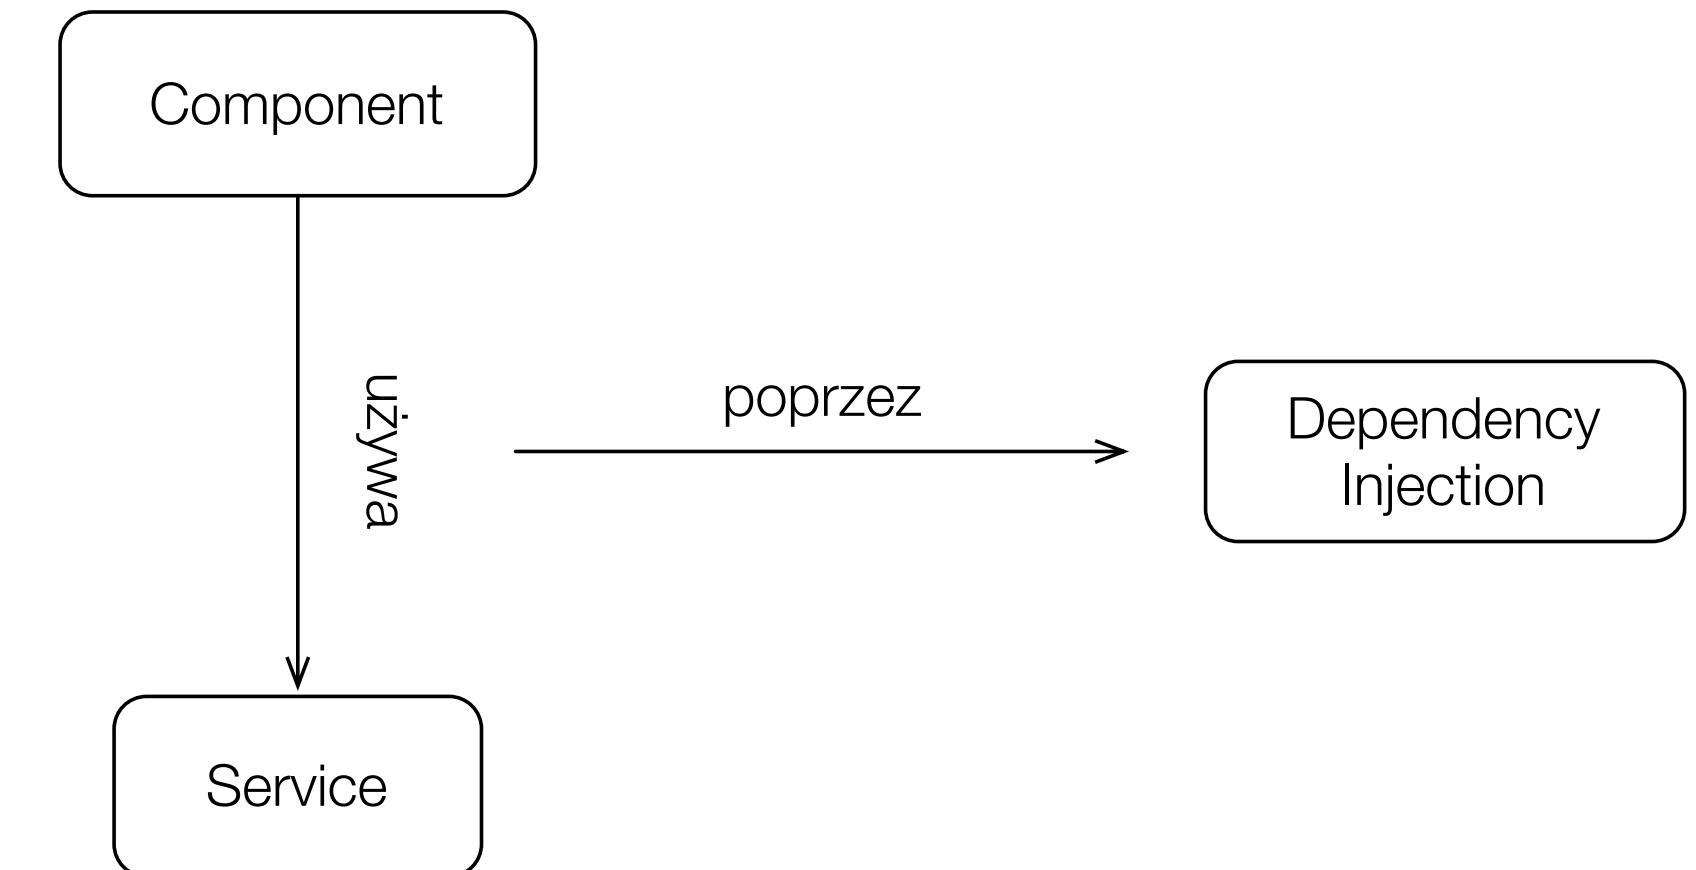 Component
używa
poprzez
Dependency
Injection
Service